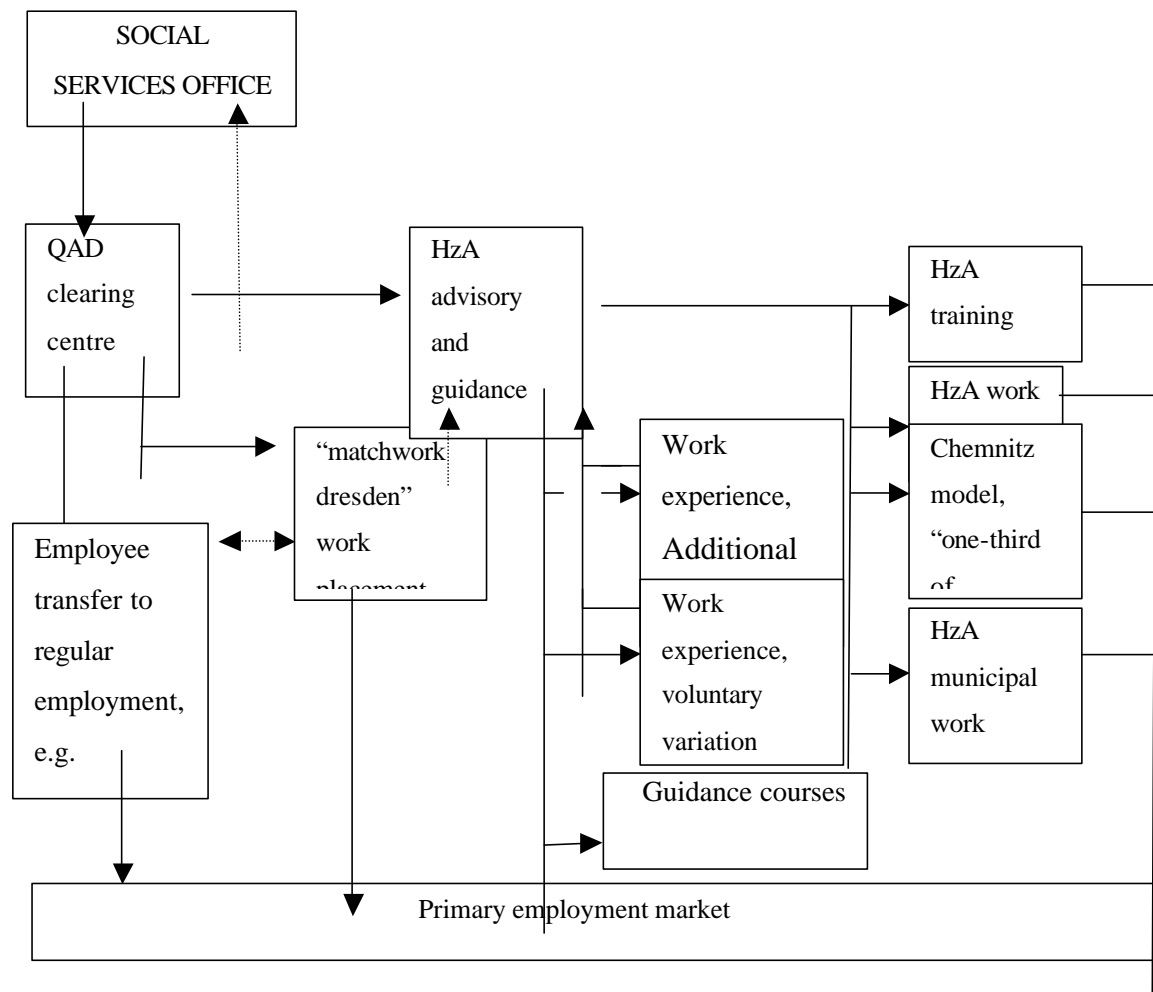 SOCIAL
SERVICES OFFICE
QAD
clearing
centre
HzA
advisory
and
guidance
HzA
training
HzA work
Chemnitz
model,
“one-third
of
“matchwork
dresden”
work
placement
Work
experience,
Additional
Work
experience,
voluntary
variation
HzA
municipal
work
Employee
transfer to
regular
employment,
e.g.
Guidance courses
Primary employment market